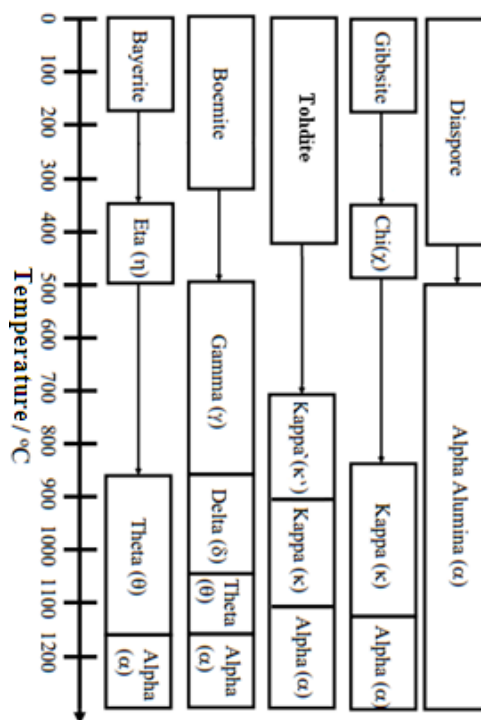 Diaspore
Alpha Alumina (α)
Gibbsite
Chi(χ)
Kappa (κ)
Alpha (α)
Tohdite
Kappa`(κ')
Kappa (κ)
Alpha (α)
Boemite
Gamma (γ)
Delta (δ)
Theta
(θ)
Alpha
(α)
Bayerite
Eta (η)
Theta (θ)
Alpha
(α)
0 100 200 300 400 500 600 700 800 900 1000 1100 1200
Temperature/ °C